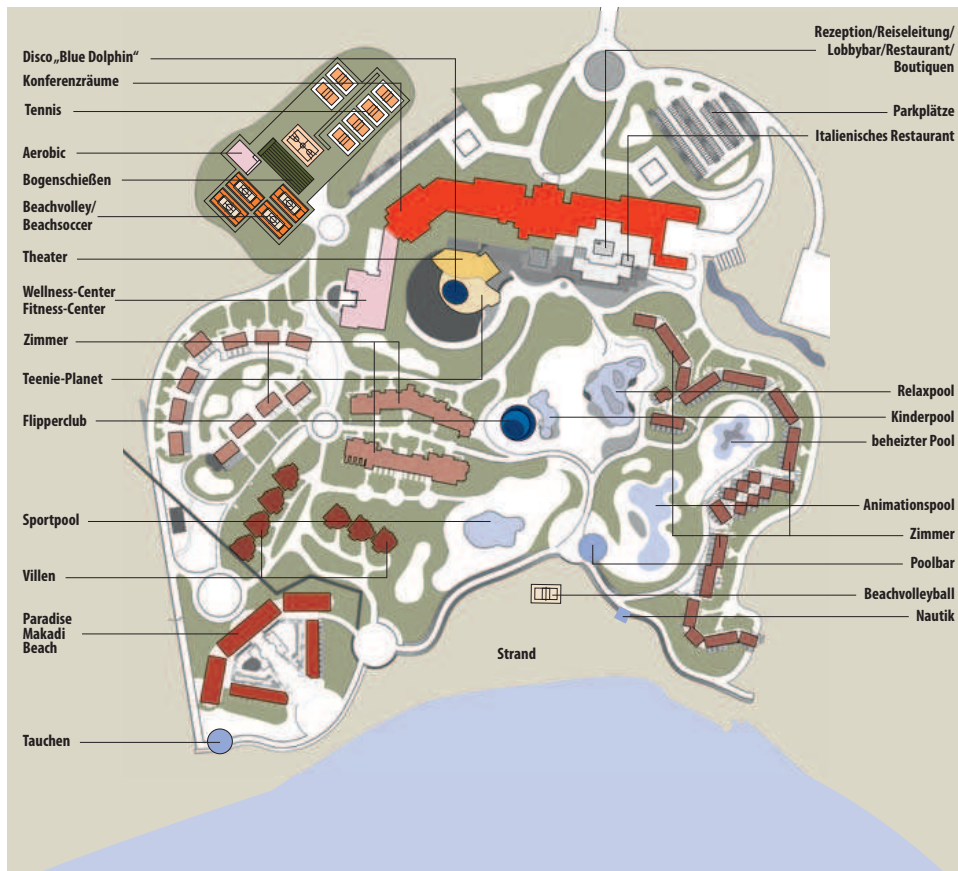 Disco „Blue Dolphin“
Konferenzräume
Tennis
Aerobic
Bogenschießen
Beachvolley/
Beachsoccer
Theater
Wellness-Center
Fitness-Center
Zimmer
Teenie-Planet
Flipperclub
Sportpool
Villen
Paradise
Makadi
Beach
Tauchen
Rezeption/Reiseleitung/
Lobbybar/Restaurant/
Boutiquen
Parkplätze
Italienisches Restaurant
Relaxpool
Kinderpool
beheizter Pool
Animationspool
Zimmer
Poolbar
Beachvolleyball
Nautik
Strand